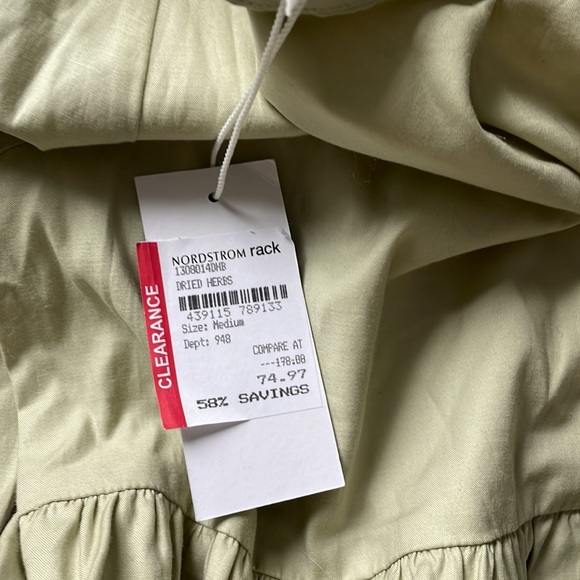 CLEARANCE
NORDSTROM rack
1308014DHB
DRIED HERBS
439115 789133
Size: Medium
Dept: 948
COMPARE AT
---178.00
74.97
58% SAVINGS